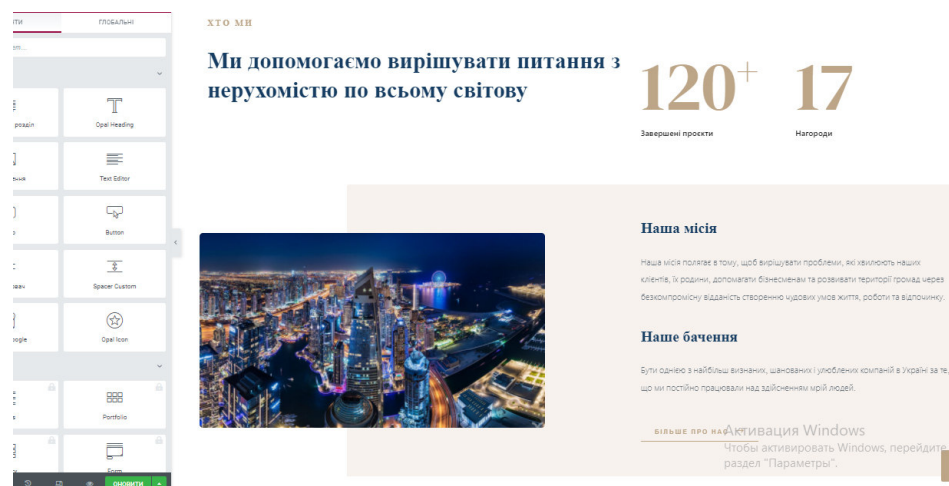 ГЛОБАЛЬНІ
розділ
Opal Heading
Text Editor
Button
Spacer Custom
Opal Icon
Portfolio
Form
ОНОВИТИ
ХТО МИ
Ми допомагаємо вирішувати питання з
нерухомістю по всьому світову
120+
17
Завершені проєкти
Нагороди
Наша місія
Наша місія полягає в тому, щоб вирішувати проблеми, які хвилюють наших
клієнтів, їх родини, допомагати бізнесменам та розвивати території громад через
безкомпромісну відданість створенню чудових умов життя, роботи та відпочинку.
Наше бачення
Бути однією з найбільш визнаних, шанованих і улюблених компаній в Україні за те,
що ми постійно працювали над здійсненням мрій людей.
БІЛЬШЕ ПРО НАС
Активация Windows
Чтобы активировать Windows, перейдите
раздел "Параметры".